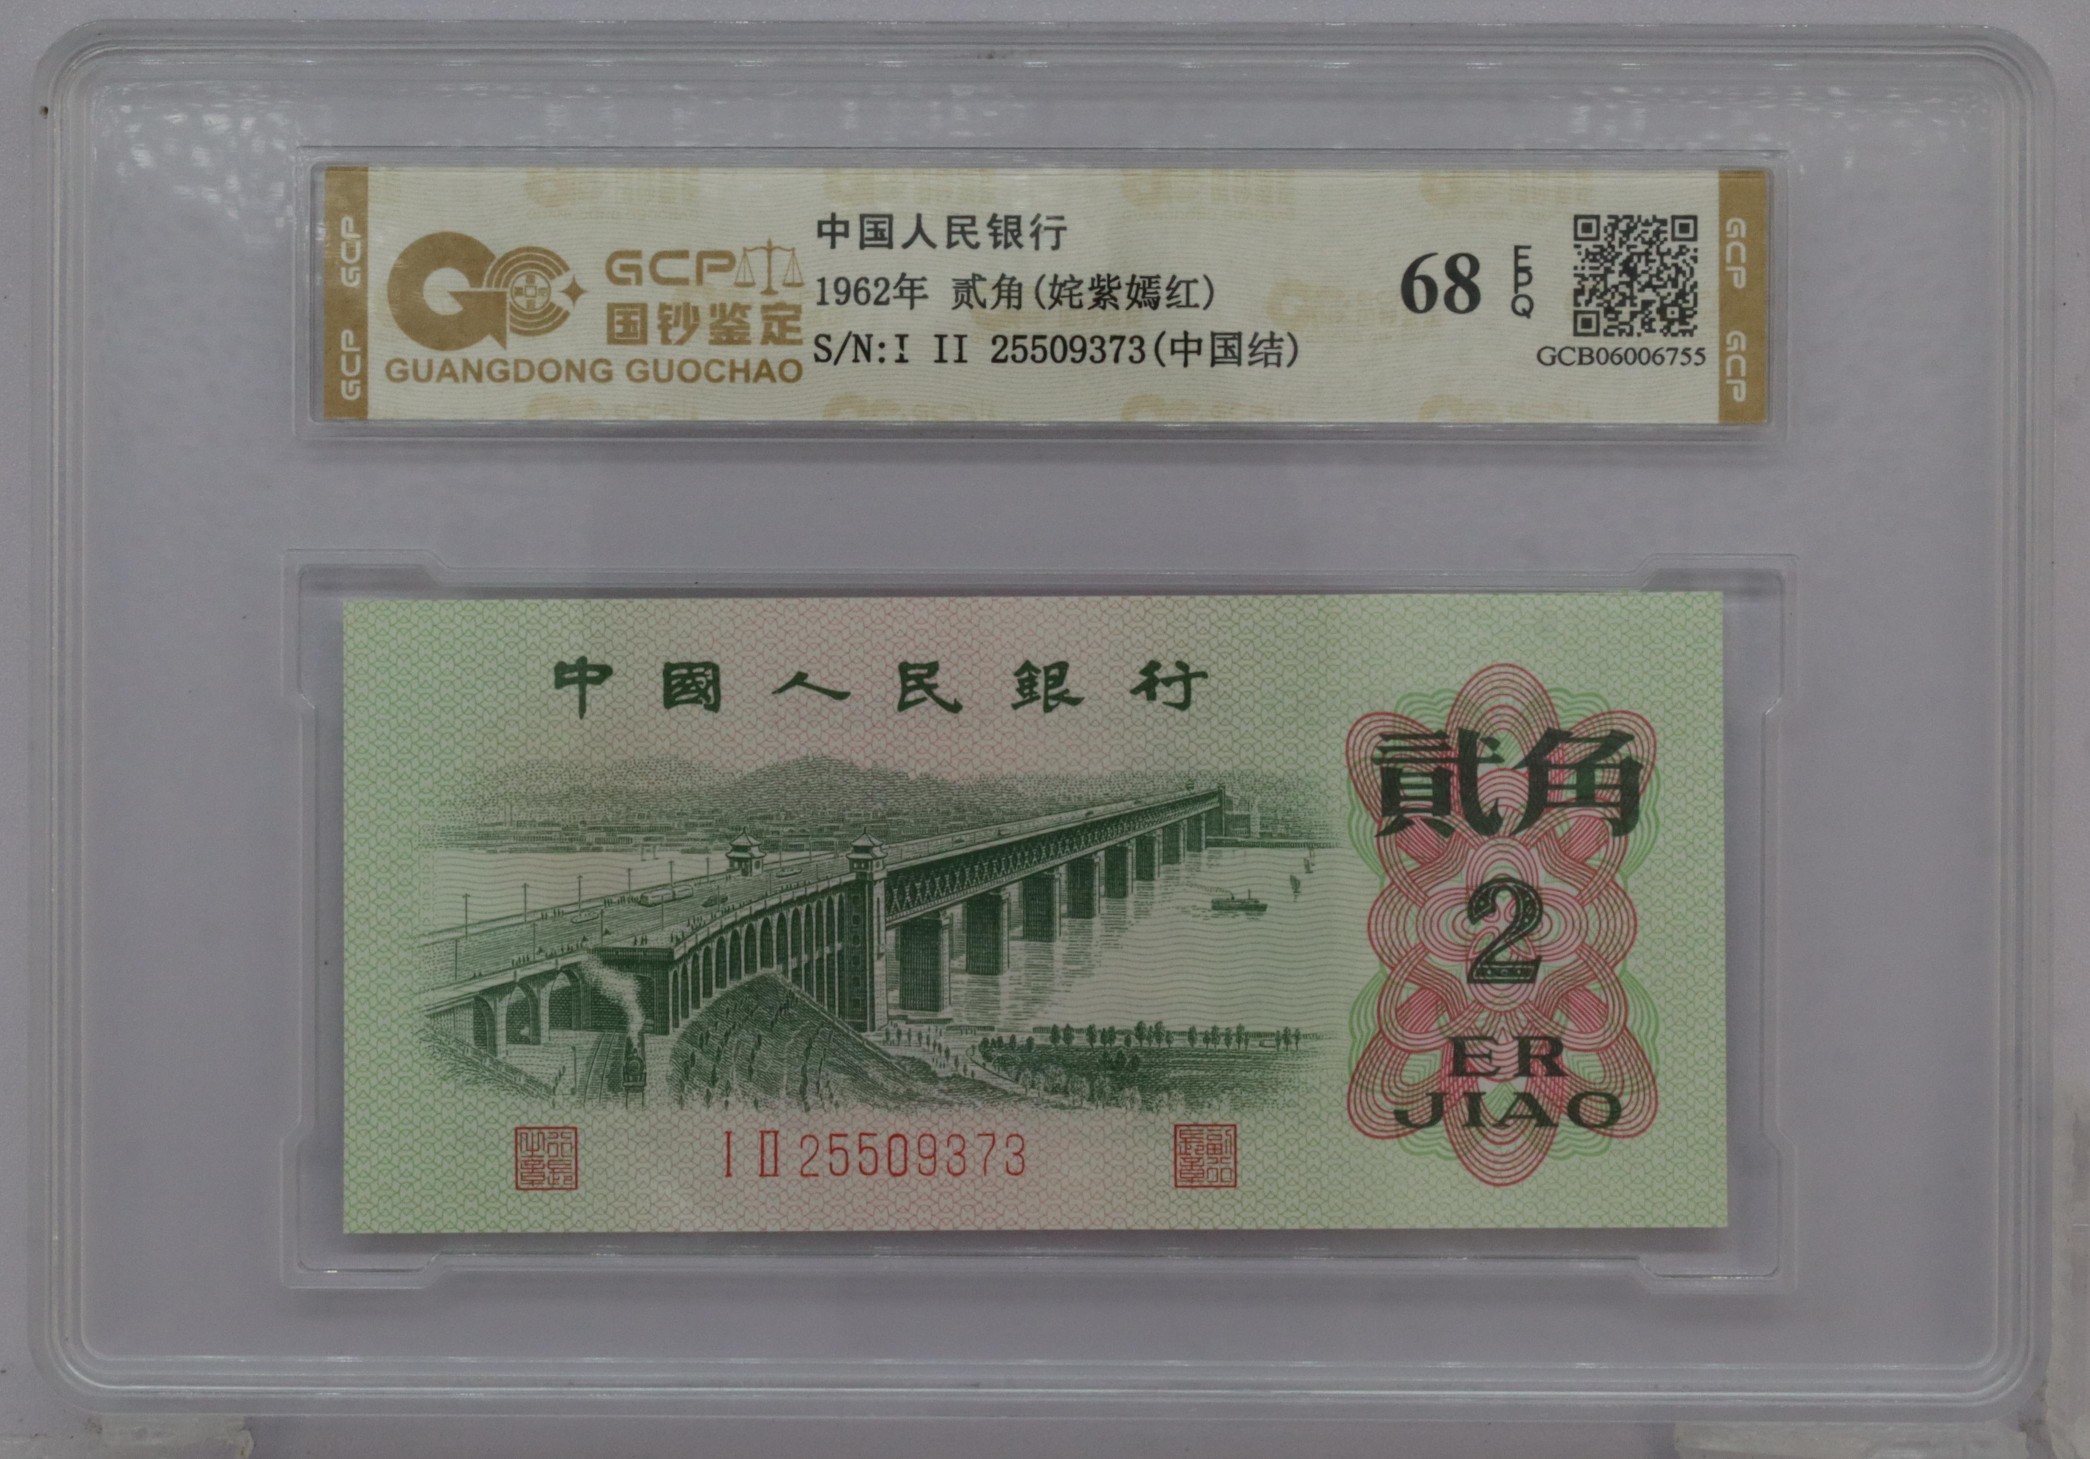 GCP
GCP
GCP
国钞鉴定
GUANGDONG GUOCHAO
中国人民银行
1962年 贰角(姹紫嫣红)
S/N:I II 25509373(中国结)
68
EPQ
GCB06006755
GCP
GCP
中國人民銀行
貳角
2
ER
JIAO
I II 25509373